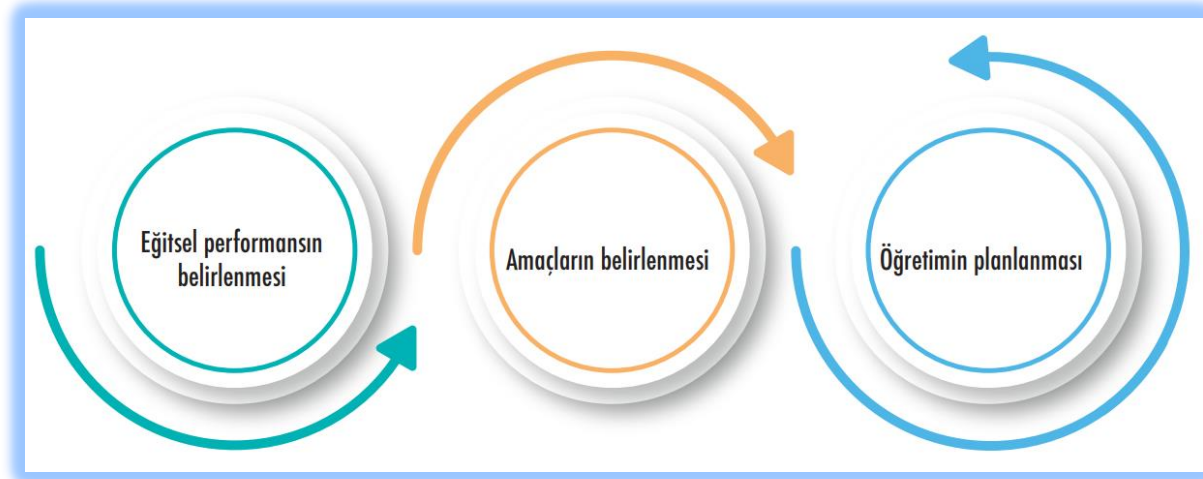 Eğitsel performansın
belirlenmesi
Amaçların belirlenmesi
Öğretimin planlanması